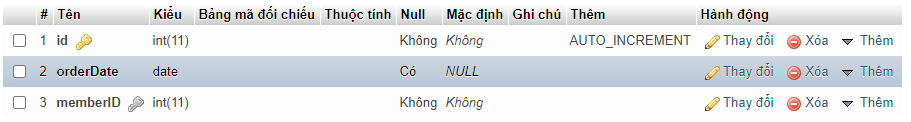 # Tên Kiểu Bảng mã đối chiếu Thuộc tính Null Mặc định Ghi chú Thêm Hành động
1 id int(11) Không Không AUTO_INCREMENT Thay đổi Xóa Thêm
2 orderDate date Có NULL Thay đổi Xóa Thêm
3 memberID int(11) Không Không Thay đổi Xóa Thêm